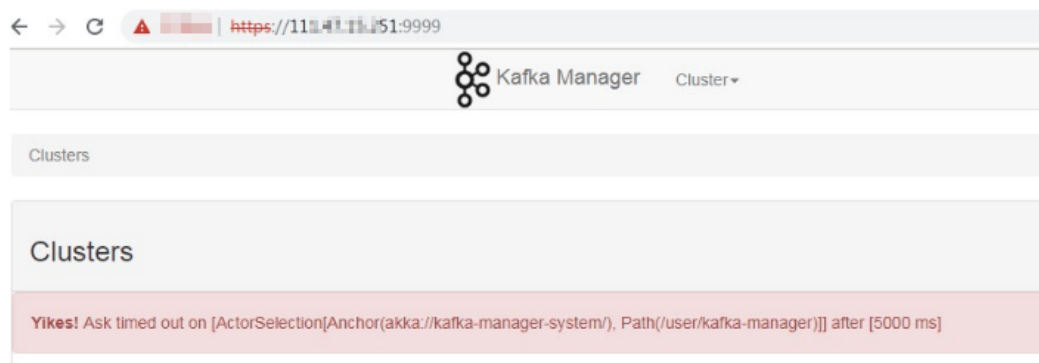 https://11
51:9999
Kafka Manager Cluster
Clusters
Clusters
Yikes! Ask timed out on [ActorSelection[Anchor(akka://kafka-manager-system/), Path(/user/kafka-manager)]] after [5000 ms]